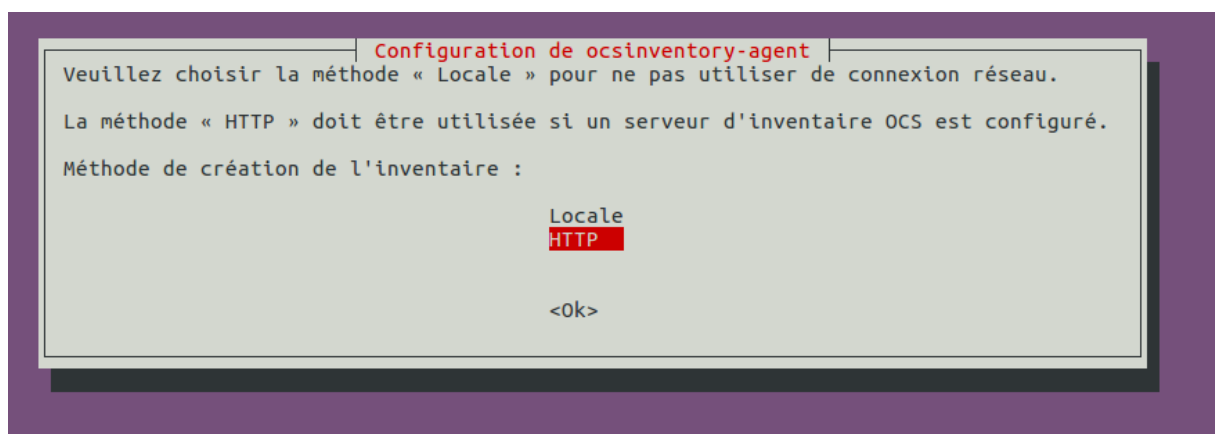 Configuration de ocsinventory-agent
Veuillez choisir la méthode « Locale » pour ne pas utiliser de connexion réseau.
La méthode « HTTP » doit être utilisée si un serveur d'inventaire OCS est configuré.
Méthode de création de l'inventaire :
Locale
HTTP
<Ok>